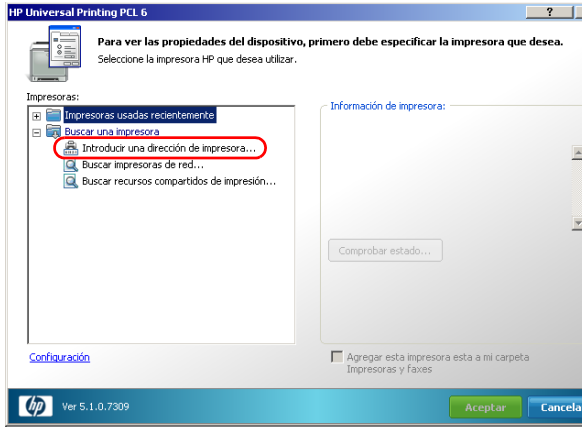 HP Universal Printing PCL 6
?
Para ver las propiedades del dispositivo, primero debe especificar la impresora que desea.
Seleccione la impresora HP que desea utilizar.
Impresoras:
Impresoras usadas recientemente
Buscar una impresora
Introducir una dirección de impresora...
Buscar impresoras de red...
Buscar recursos compartidos de impresión...
Información de impresora:
Comprobar estado...
Configuración
Agregar esta impresora esta a mi carpeta
Impresoras y faxes
hp
Ver 5.1.0.7309
Aceptar
Cancela